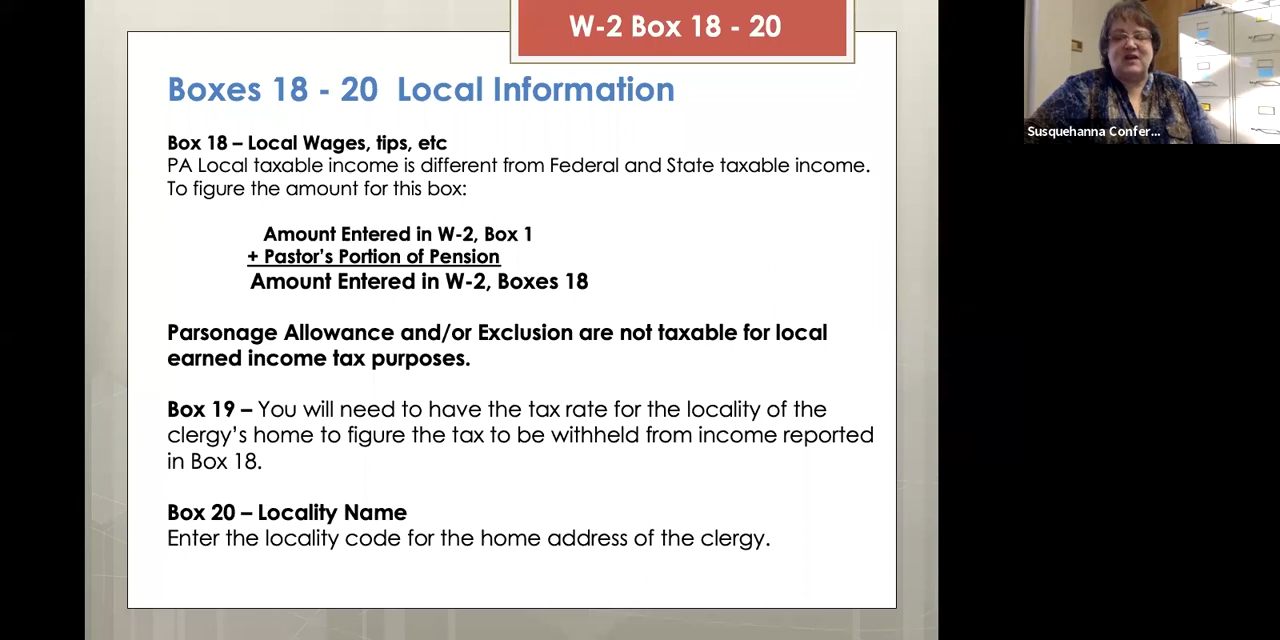 W-2 Box 18 - 20
Boxes 18 - 20 Local Information
Box 18 – Local Wages, tips, etc
PA Local taxable income is different from Federal and State taxable income.
To figure the amount for this box:
Amount Entered in W-2, Box 1
+ Pastor's Portion of Pension
Amount Entered in W-2, Boxes 18
Parsonage Allowance and/or Exclusion are not taxable for local
earned income tax purposes.
Box 19 – You will need to have the tax rate for the locality of the
clergy's home to figure the tax to be withheld from income reported
in Box 18.
Box 20 – Locality Name
Enter the locality code for the home address of the clergy.
Susquehanna Confer...